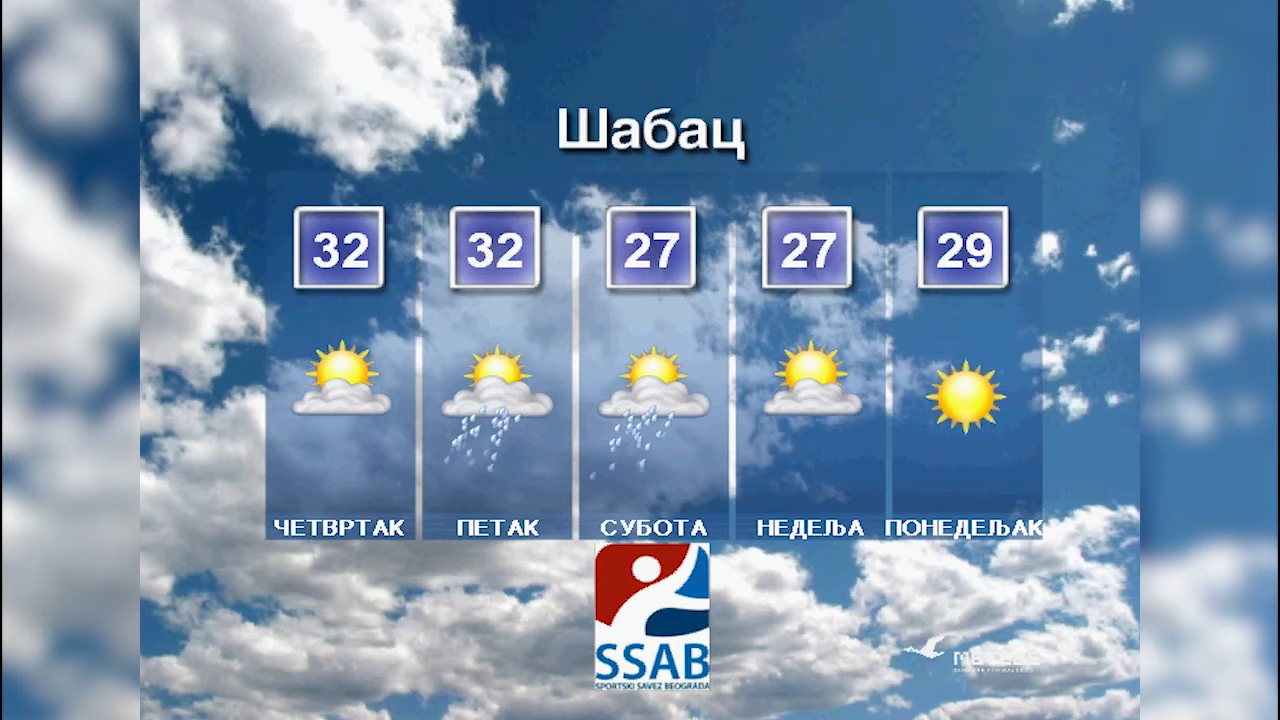 Шабац
32 32 27 27 29
ЧЕТВРТАК ПЕТАК СУБОТА НЕДЕЉА ПОНЕДЕЉАК
SSAB
SPORTSKI SAVEZ BEOGRADA